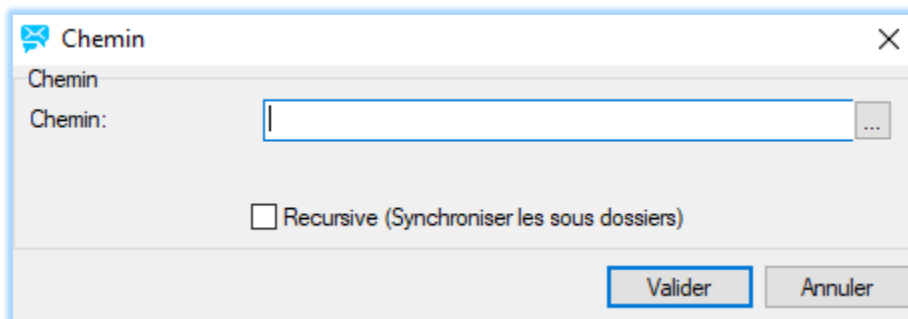 Chemin
Chemin
Chemin:
...
Recursive (Synchroniser les sous dossiers)
Valider Annuler